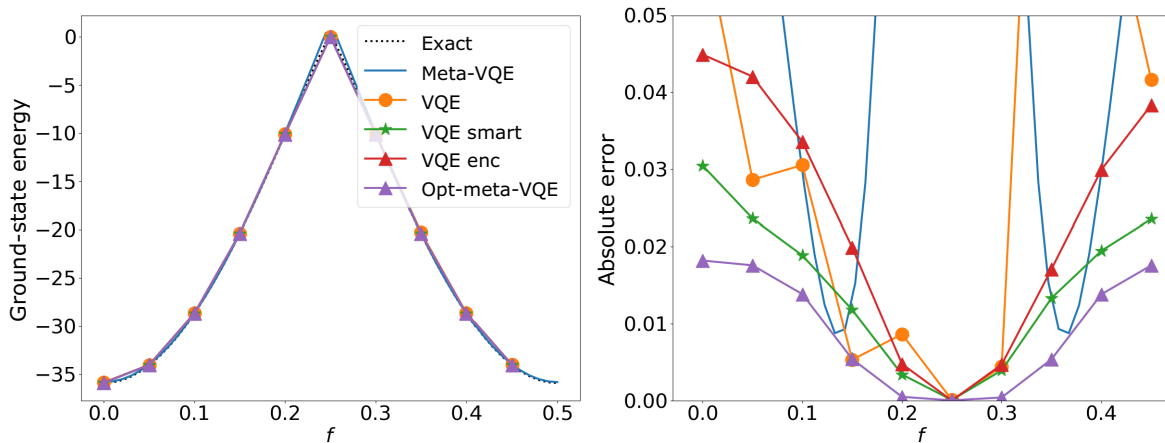 Ground-state energy
0
−5
−10
−15
−20
−25
−30
−35
0.0
0.1
0.2
0.3
0.4
0.5
f
Exact
Meta-VQE
VQE
VQE smart
VQE enc
Opt-meta-VQE
Absolute error
0.05
0.04
0.03
0.02
0.01
0.00
0.0
0.1
0.2
0.3
0.4
f